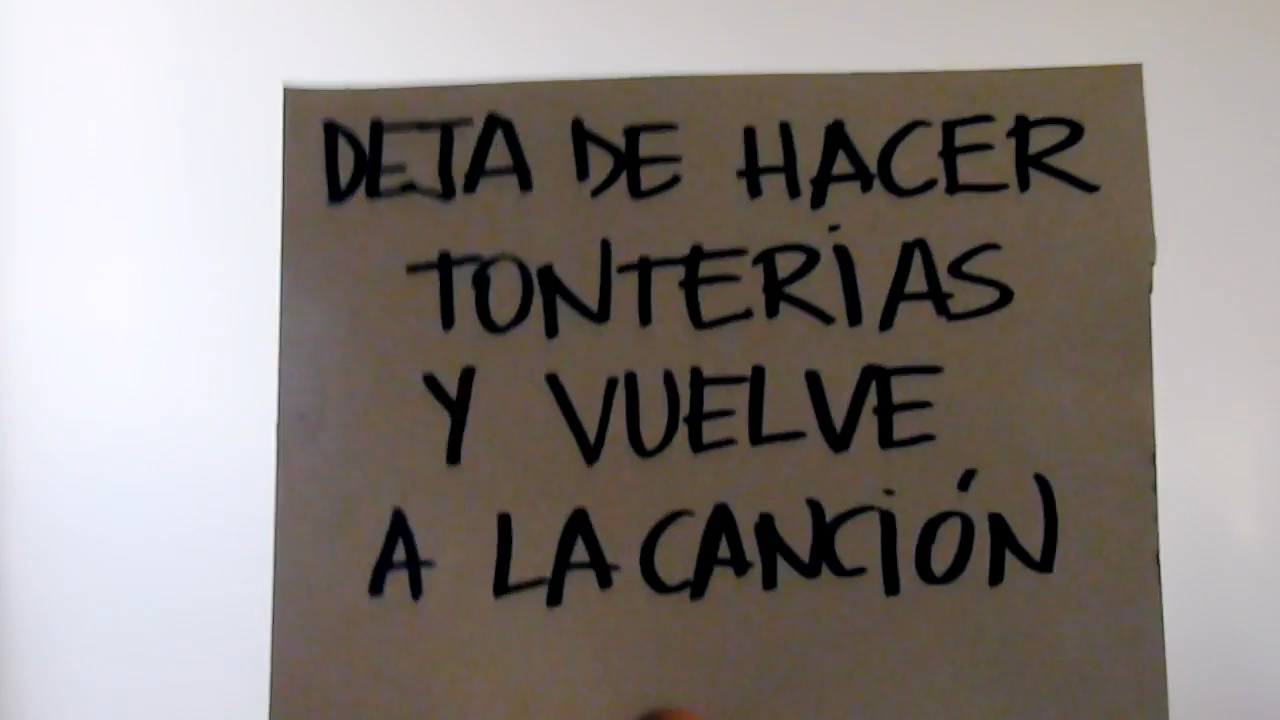 DEJA DE HACER
TONTERIAS
Y VUELVE
A LA CANCIÓN